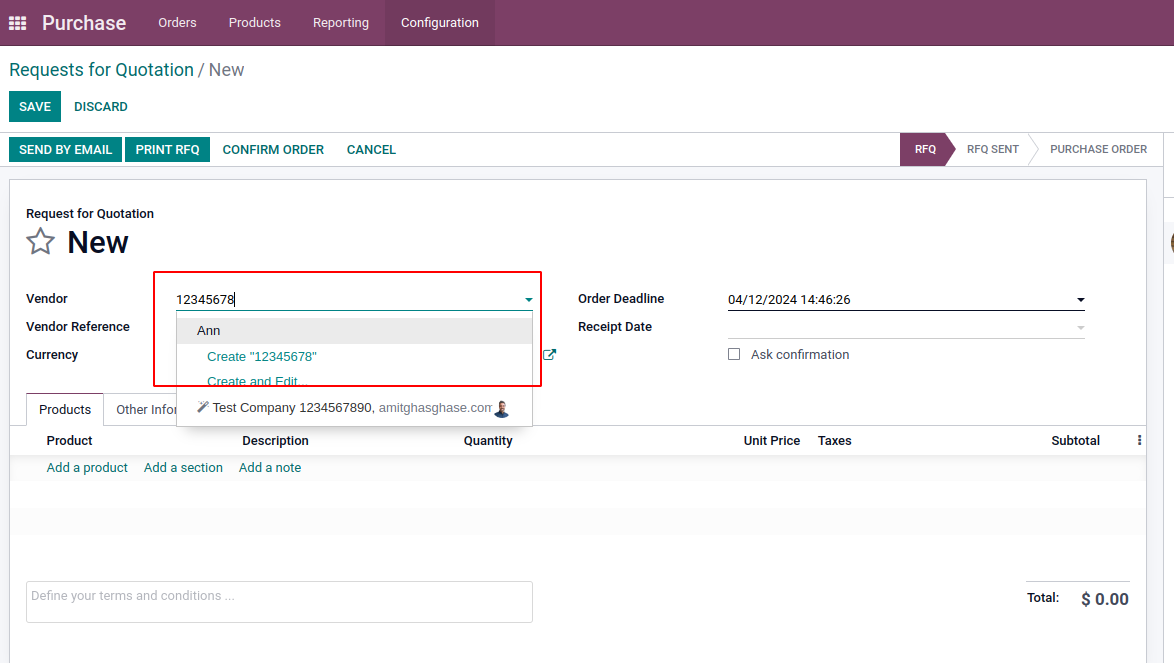 Purchase Orders Products Reporting Configuration
Requests for Quotation / New
SAVE DISCARD
SEND BY EMAIL PRINT RFQ CONFIRM ORDER CANCEL RFQ RFQ SENT PURCHASE ORDER
Request for Quotation
New
Vendor 12345678 Order Deadline 04/12/2024 14:46:26
Vendor Reference Ann Receipt Date
Currency Create "12345678" Ask confirmation
Create and Edit...
Products Other Infor Test Company 1234567890, amitghasghase.com
Product Description Quantity Unit Price Taxes Subtotal
Add a product Add a section Add a note
Define your terms and conditions ...
Total: $ 0.00